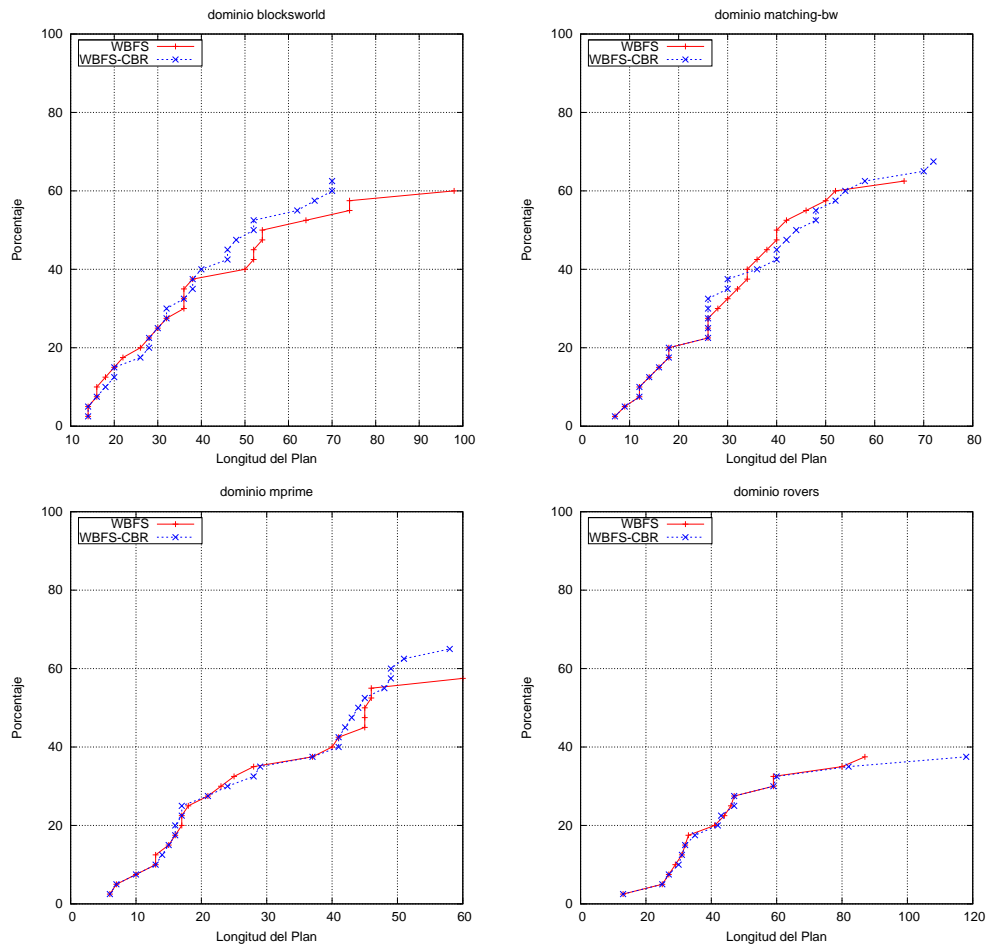 dominio blocksworld
100
80
60
40
20
0
Porcentaje
WBFS
WBFS-CBR
10 20 30 40 50 60 70 80 90 100
Longitud del Plan
dominio matching-bw
100
80
60
40
20
0
Porcentaje
WBFS
WBFS-CBR
0 10 20 30 40 50 60 70 80
Longitud del Plan
dominio mprime
100
80
60
40
20
0
Porcentaje
WBFS
WBFS-CBR
0 10 20 30 40 50 60
Longitud del Plan
dominio rovers
100
80
60
40
20
0
Porcentaje
WBFS
WBFS-CBR
0 20 40 60 80 100 120
Longitud del Plan